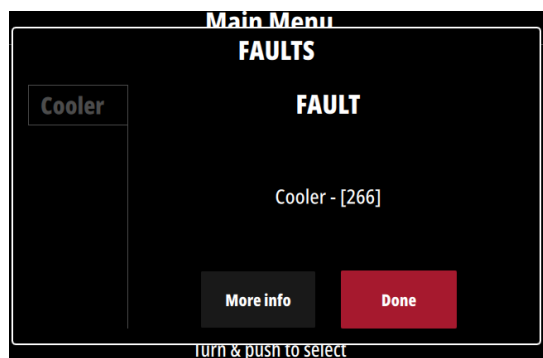 Main Menu
FAULTS
Cooler
FAULT
Cooler - [266]
More info
Done
Turn & push to select